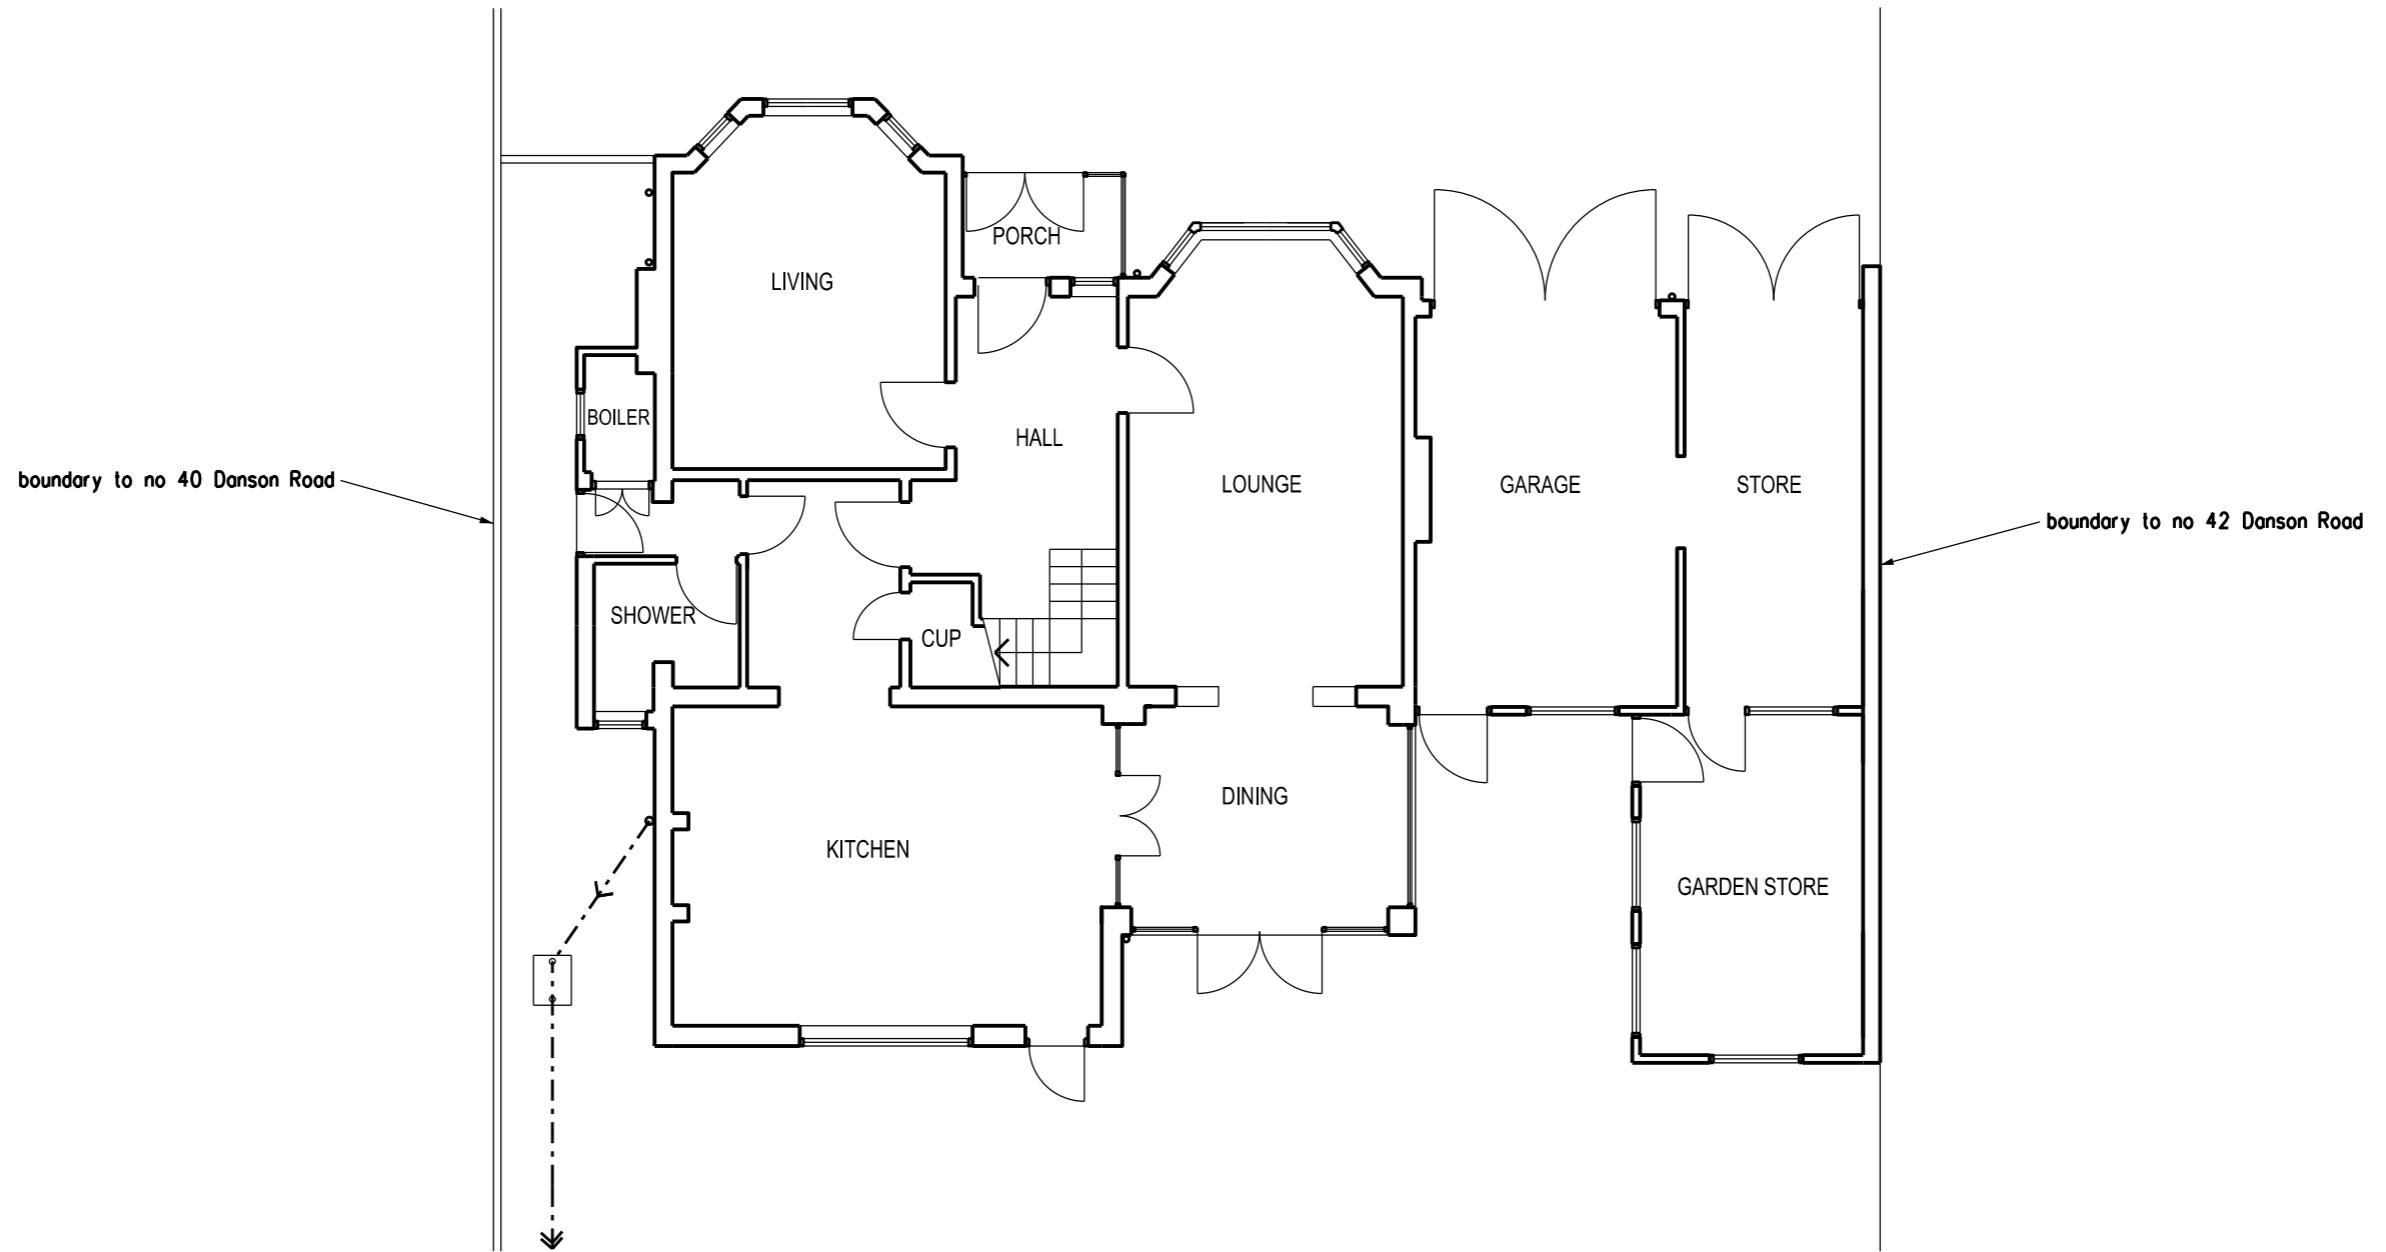 PORCH
LIVING
BOILER
HALL
boundary to no 40 Danson Road
LOUNGE
GARAGE
STORE
boundary to no 42 Danson Road
SHOWER
CUP
DINING
KITCHEN
GARDEN STORE